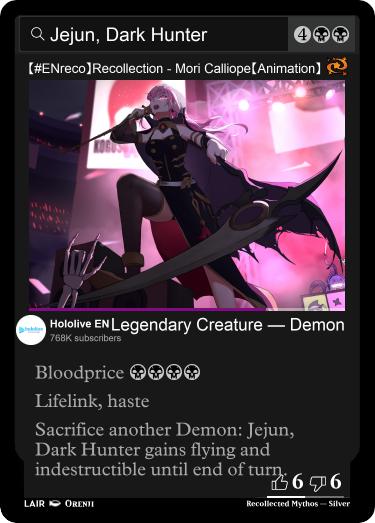 Jejun, Dark Hunter 4
【#ENreco】Recollection - Mori Calliope【Animation】
KOGUS
Hololive EN Legendary Creature — Demon
768K subscribers
Bloodprice
Lifelink, haste
Sacrifice another Demon: Jejun,
Dark Hunter gains flying and
indestructible until end of turn.
6 6
LAIR Orenji
Recollected Mythos — Silver